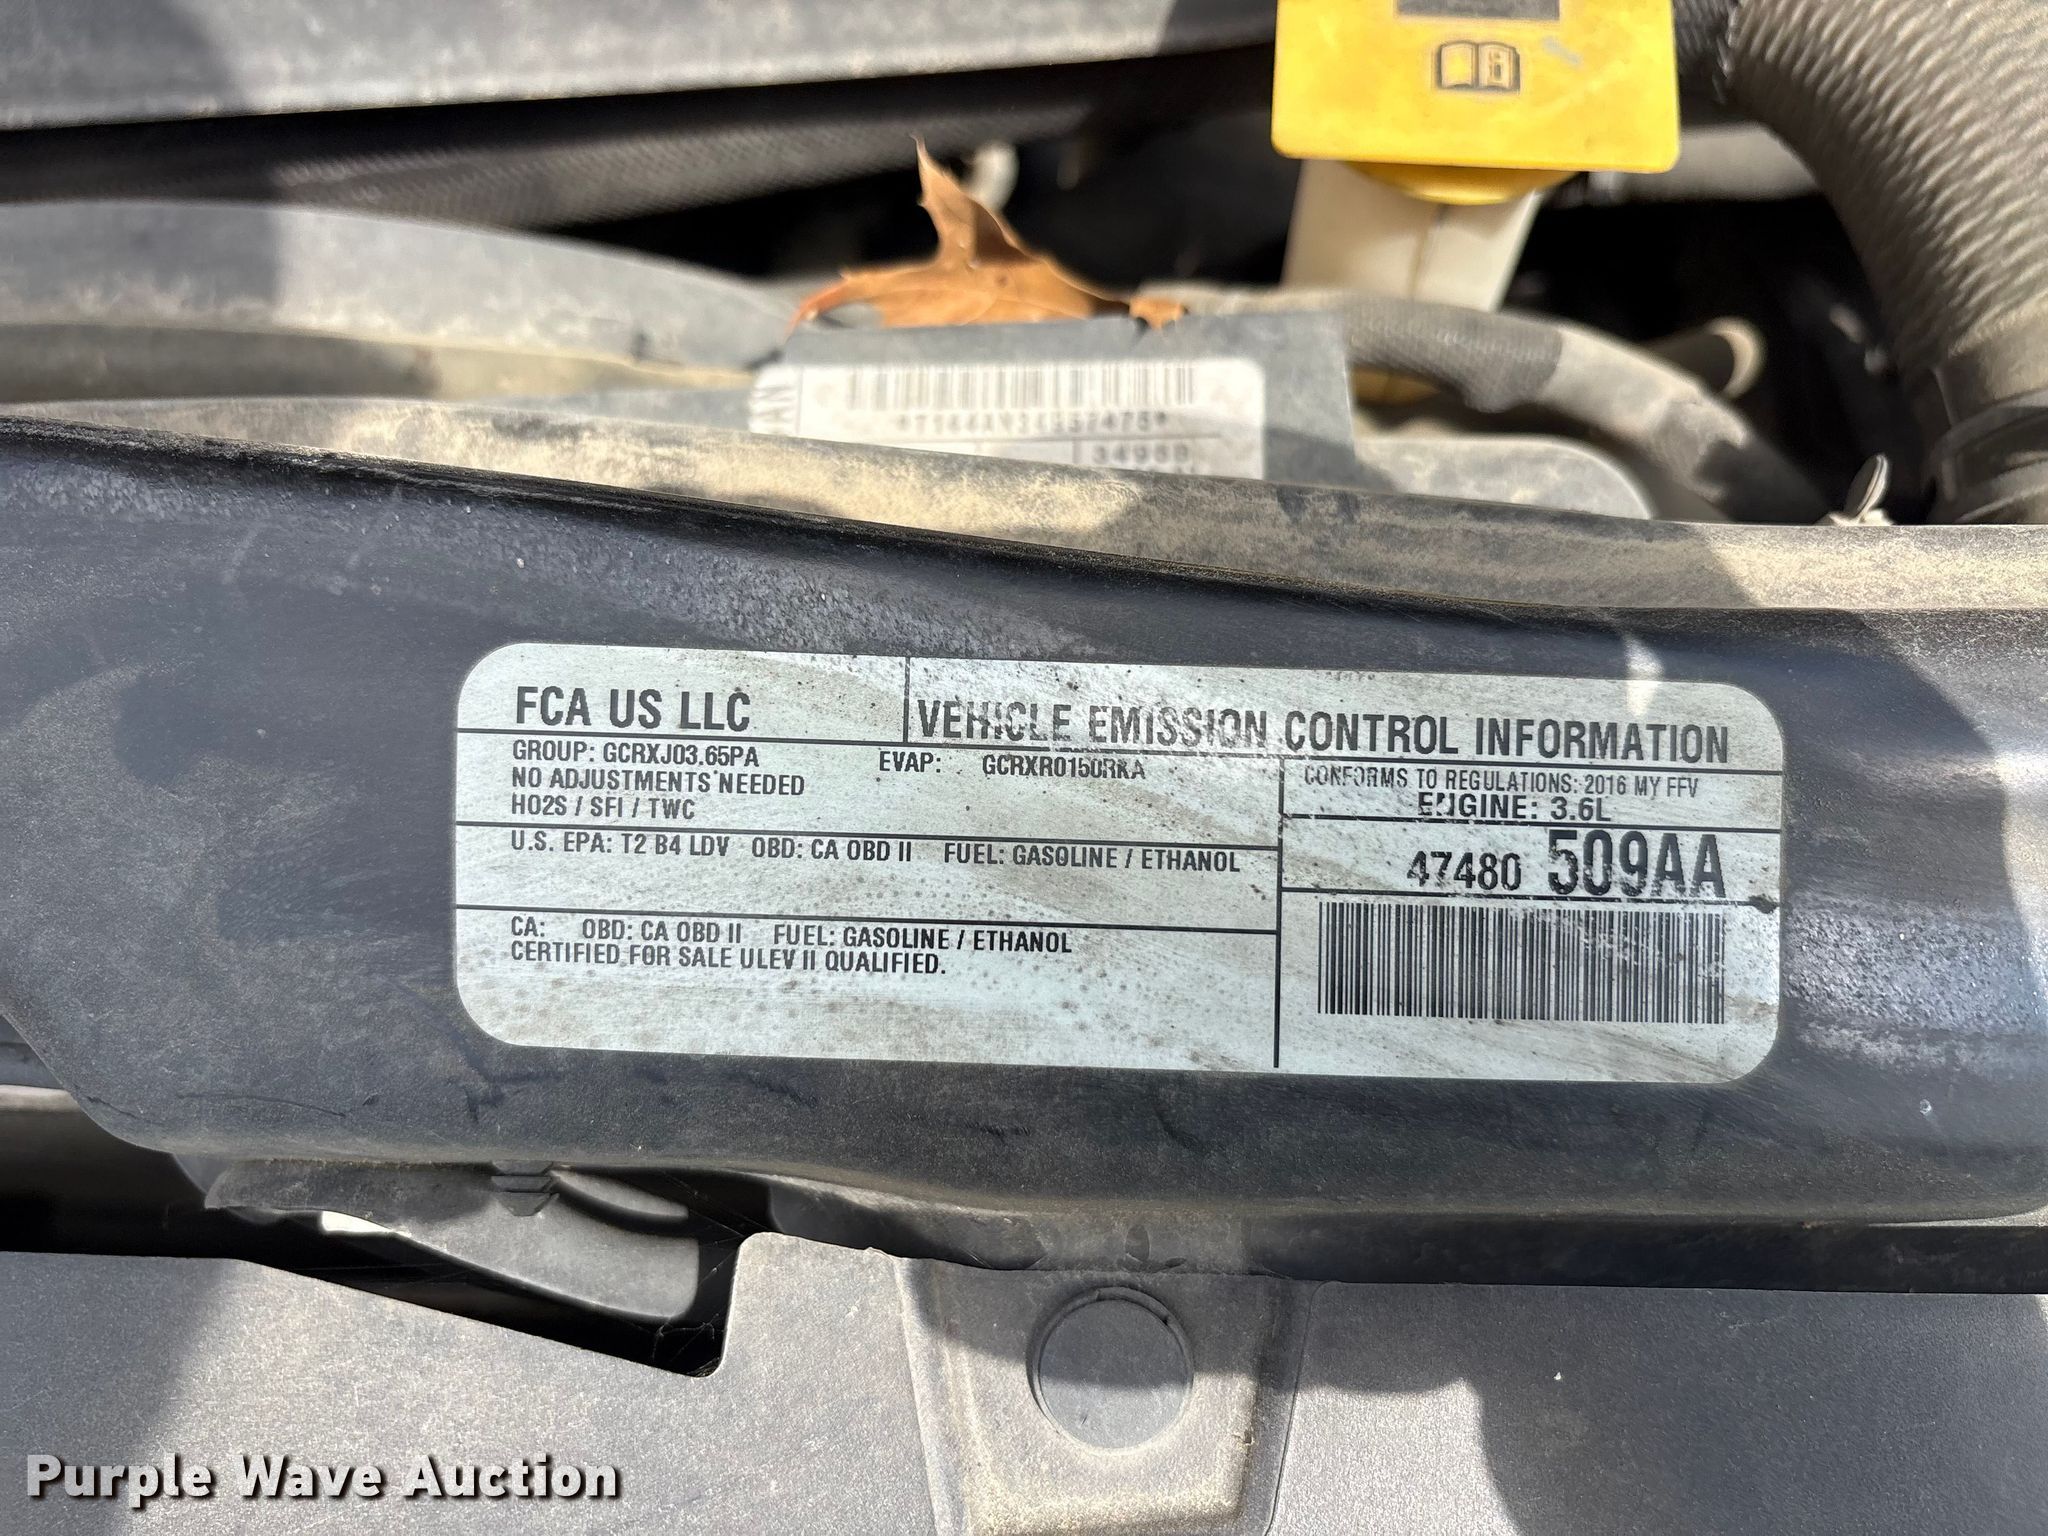 34988
FCA US LLC
VEHICLE EMISSION CONTROL INFORMATION
GROUP: GCRXJ03.65PA EVAP: GCRXR0150RKA
NO ADJUSTMENTS NEEDED
HO2S / SFI / TWC
CONFORMS TO REGULATIONS: 2016 MY FFV
ENGINE: 3.6L
U.S. EPA: T2 B4 LDV OBD: CA OBD II FUEL: GASOLINE / ETHANOL
47480 509AA
CA: OBD: CA OBD II FUEL: GASOLINE / ETHANOL
CERTIFIED FOR SALE ULEV II QUALIFIED.
Purple Wave Auction